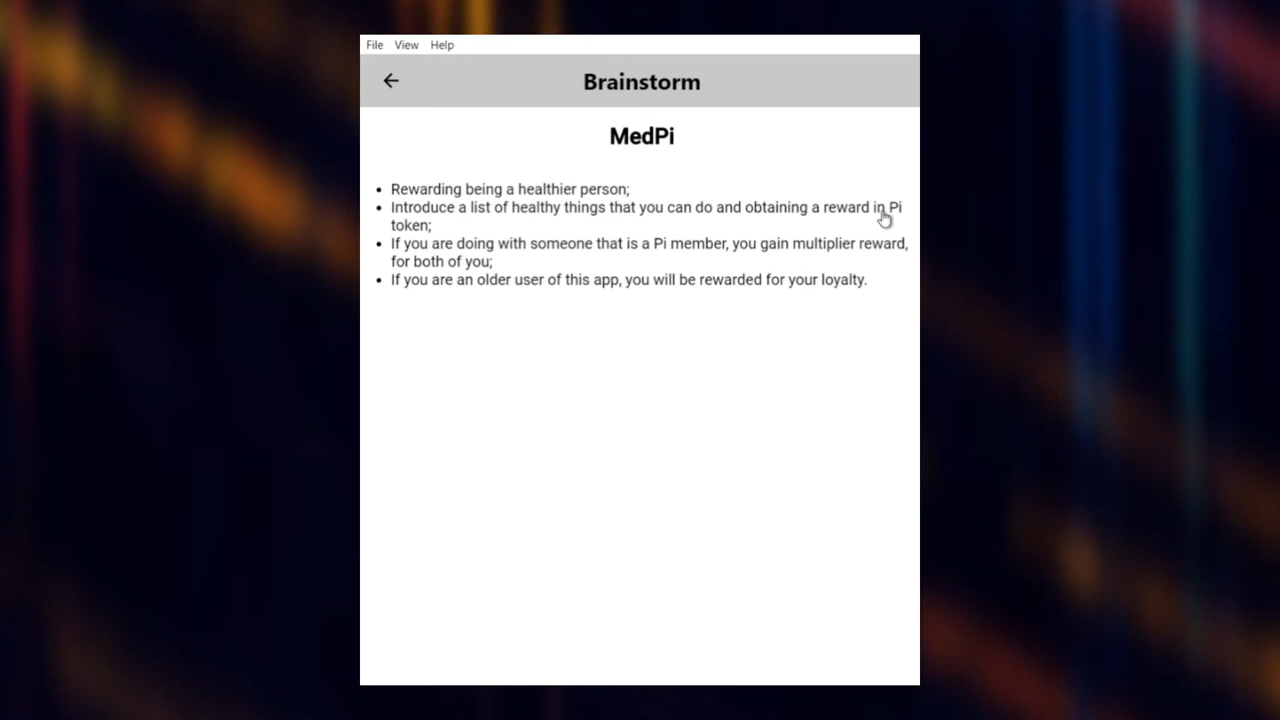 File View Help
Brainstorm
MedPi
• Rewarding being a healthier person;
• Introduce a list of healthy things that you can do and obtaining a reward in Pi
token;
• If you are doing with someone that is a Pi member, you gain multiplier reward,
for both of you;
• If you are an older user of this app, you will be rewarded for your loyalty.